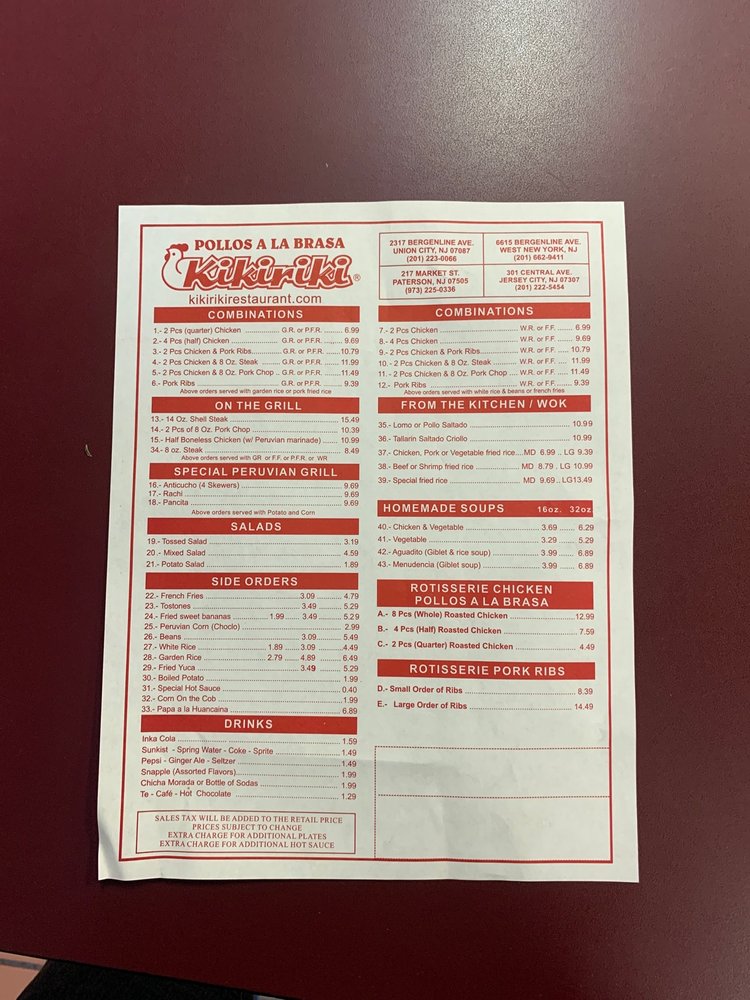 POLLOS A LA BRASA
Kikiriki®
kikirikirestaurant.com
2317 BERGENLINE AVE.
UNION CITY, NJ 07087
(201) 223-0066
6615 BERGENLINE AVE.
WEST NEW YORK, NJ
(201) 662-9411
217 MARKET ST.
PATERSON, NJ 07505
(973) 225-0336
301 CENTRAL AVE.
JERSEY CITY, NJ 07307
(201) 222-5454
COMBINATIONS
1.- 2 Pcs (quarter) Chicken ............ G.R. or P.F.R. ....... 6.99
2.- 4 Pcs (half) Chicken ............ G.R. or P.F.R. ....... 9.69
3.- 2 Pcs Chicken & Pork Ribs............ G.R. or P.F.R. .......10.79
4.- 2 Pcs Chicken & 8 Oz. Steak ....... G.R. or P.F.R. .......11.99
5.- 2 Pcs Chicken & 8 Oz. Pork Chop .. G.R. or P.F.R. .......11.49
6.- Pork Ribs G.R. or P.F.R. ....... 9.39
Above orders served with garden rice or pork fried rice
ON THE GRILL
13.- 14 Oz. Shell Steak ............ 15.49
14.- 2 Pcs of 10 Oz. Pork Chop ............ 10.39
15.- Half Boneless Chicken (w/ Peruvian marinade) ....... 10.99
34.- 8 oz. Steak ............ 8.49
Above orders served with GR or F.F. or P.F.R. or WR
SPECIAL PERUVIAN GRILL
16.- Anticucho (4 Skewers) ............ 9.69
17.- Rachi ............ 9.69
18.- Pancita ............ 9.69
Above orders served with Potato and Corn
SALADS
19.- Tossed Salad ............ 3.19
20 .- Mixed Salad ............ 4.59
21.- Potato Salad ............ 1.89
SIDE ORDERS
22.- French Fries ............ 3.09 ....... 4.79
23.- Tostones ............ 3.49 ....... 5.29
24.- Fried sweet bananas ............ 1.99 ....... 3.49 ....... 5.29
25.- Peruvian Corn (Choclo) ............ 2.99
26.- Beans ............ 3.09 ....... 5.49
27.- White Rice ............ 1.89 ....... 3.09 ....... 4.49
28.- Garden Rice ............ 2.79 ....... 4.89 ....... 6.49
29.- Fried Yuca ............ 3.49 ....... 5.29
30.- Boiled Potato ............ 1.99
31.- Special Hot Sauce ............ 0.40
32.- Corn On the Cob ............ 1.99
33.- Papa a la Huancaina ............ 6.89
DRINKS
Inka Cola ............ 1.59
Sunkist - Spring Water - Coke - Sprite ............ 1.49
Pepsi - Ginger Ale - Seltzer ............ 1.49
Snapple (Assorted Flavors)............ 1.99
Chicha Morada or Bottle of Sodas ............ 1.99
Te - Café - Hot Chocolate ............ 1.29
SALES TAX WILL BE ADDED TO THE RETAIL PRICE
PRICES SUBJECT TO CHANGE
EXTRA CHARGE FOR ADDITIONAL PLATES
EXTRA CHARGE FOR ADDITIONAL HOT SAUCE
COMBINATIONS
7.- 2 Pcs Chicken ............ W.R. or F.F. ....... 6.99
8.- 4 Pcs Chicken ............ W.R. or F.F. ....... 9.69
9.- 2 Pcs Chicken & Pork Ribs............ W.R. or F.F. ....... 10.79
10. - 2 Pcs Chicken & 8 Oz. Steak ....... W.R. or F.F. ....... 11.99
11. - 2 Pcs Chicken & 8 Oz. Pork Chop .... W.R. or F.F. ....... 11.49
12.- Pork Ribs ............ W.R. or F.F. ....... 9.39
Above orders served with white rice & beans or french fries
FROM THE KITCHEN / WOK
35.- Lomo or Pollo Saltado ............ 10.99
36.- Tallarin Saltado Criollo ............ 10.99
37.- Chicken, Pork or Vegetable fried rice....MD 6.99 .. LG 9.39
38.- Beef or Shrimp fried rice ............ MD 8.79 .. LG 10.99
39.- Special fried rice ............ MD 9.69 .. LG13.49
HOMEMADE SOUPS 16oz. 32oz
40.- Chicken & Vegetable ............ 3.69 ....... 6.29
41.- Vegetable ............ 3.29 ....... 5.29
42.- Aguadito (Giblet & rice soup) ............ 3.99 ....... 6.89
43.- Menudencia (Giblet soup) ............ 3.99 ....... 6.89
ROTISSERIE CHICKEN
POLLOS A LA BRASA
A.- 8 Pcs (Whole) Roasted Chicken ............12.99
B.- 4 Pcs (Half) Roasted Chicken ............ 7.59
C.- 2 Pcs (Quarter) Roasted Chicken ............ 4.49
ROTISSERIE PORK RIBS
D.- Small Order of Ribs ............ 8.39
E.- Large Order of Ribs ............ 14.49